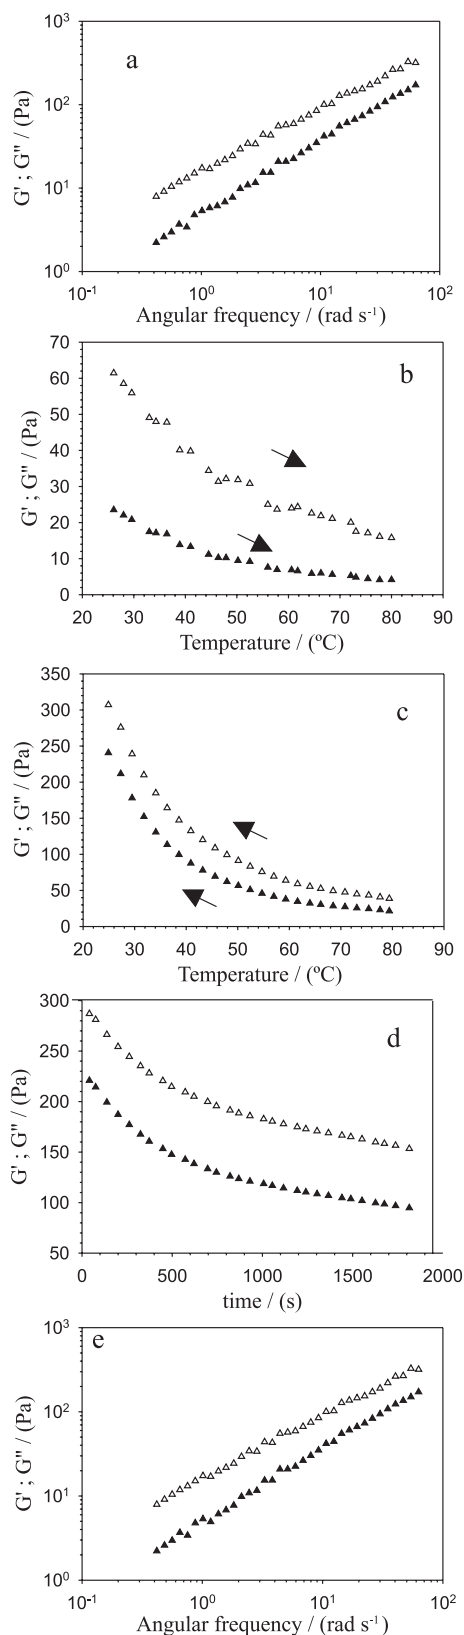 10³
a
10²
G' ; G" / (Pa)
10¹
10⁰
10⁻¹ 10⁰ 10¹ 10²
Angular frequency / (rad s⁻¹)
70
b
60
50
40
G' ; G" / (Pa)
30
20
10
0
20 30 40 50 60 70 80 90
Temperature / (ºC)
350
c
300
250
200
G' ; G" / (Pa)
150
100
50
0
20 30 40 50 60 70 80 90
Temperature / (ºC)
300
d
250
200
G' ; G" / (Pa)
150
100
50
0 500 1000 1500 2000
time / (s)
10³
e
10²
G' ; G" / (Pa)
10¹
10⁰
10⁻¹ 10⁰ 10¹ 10²
Angular frequency / (rad s⁻¹)